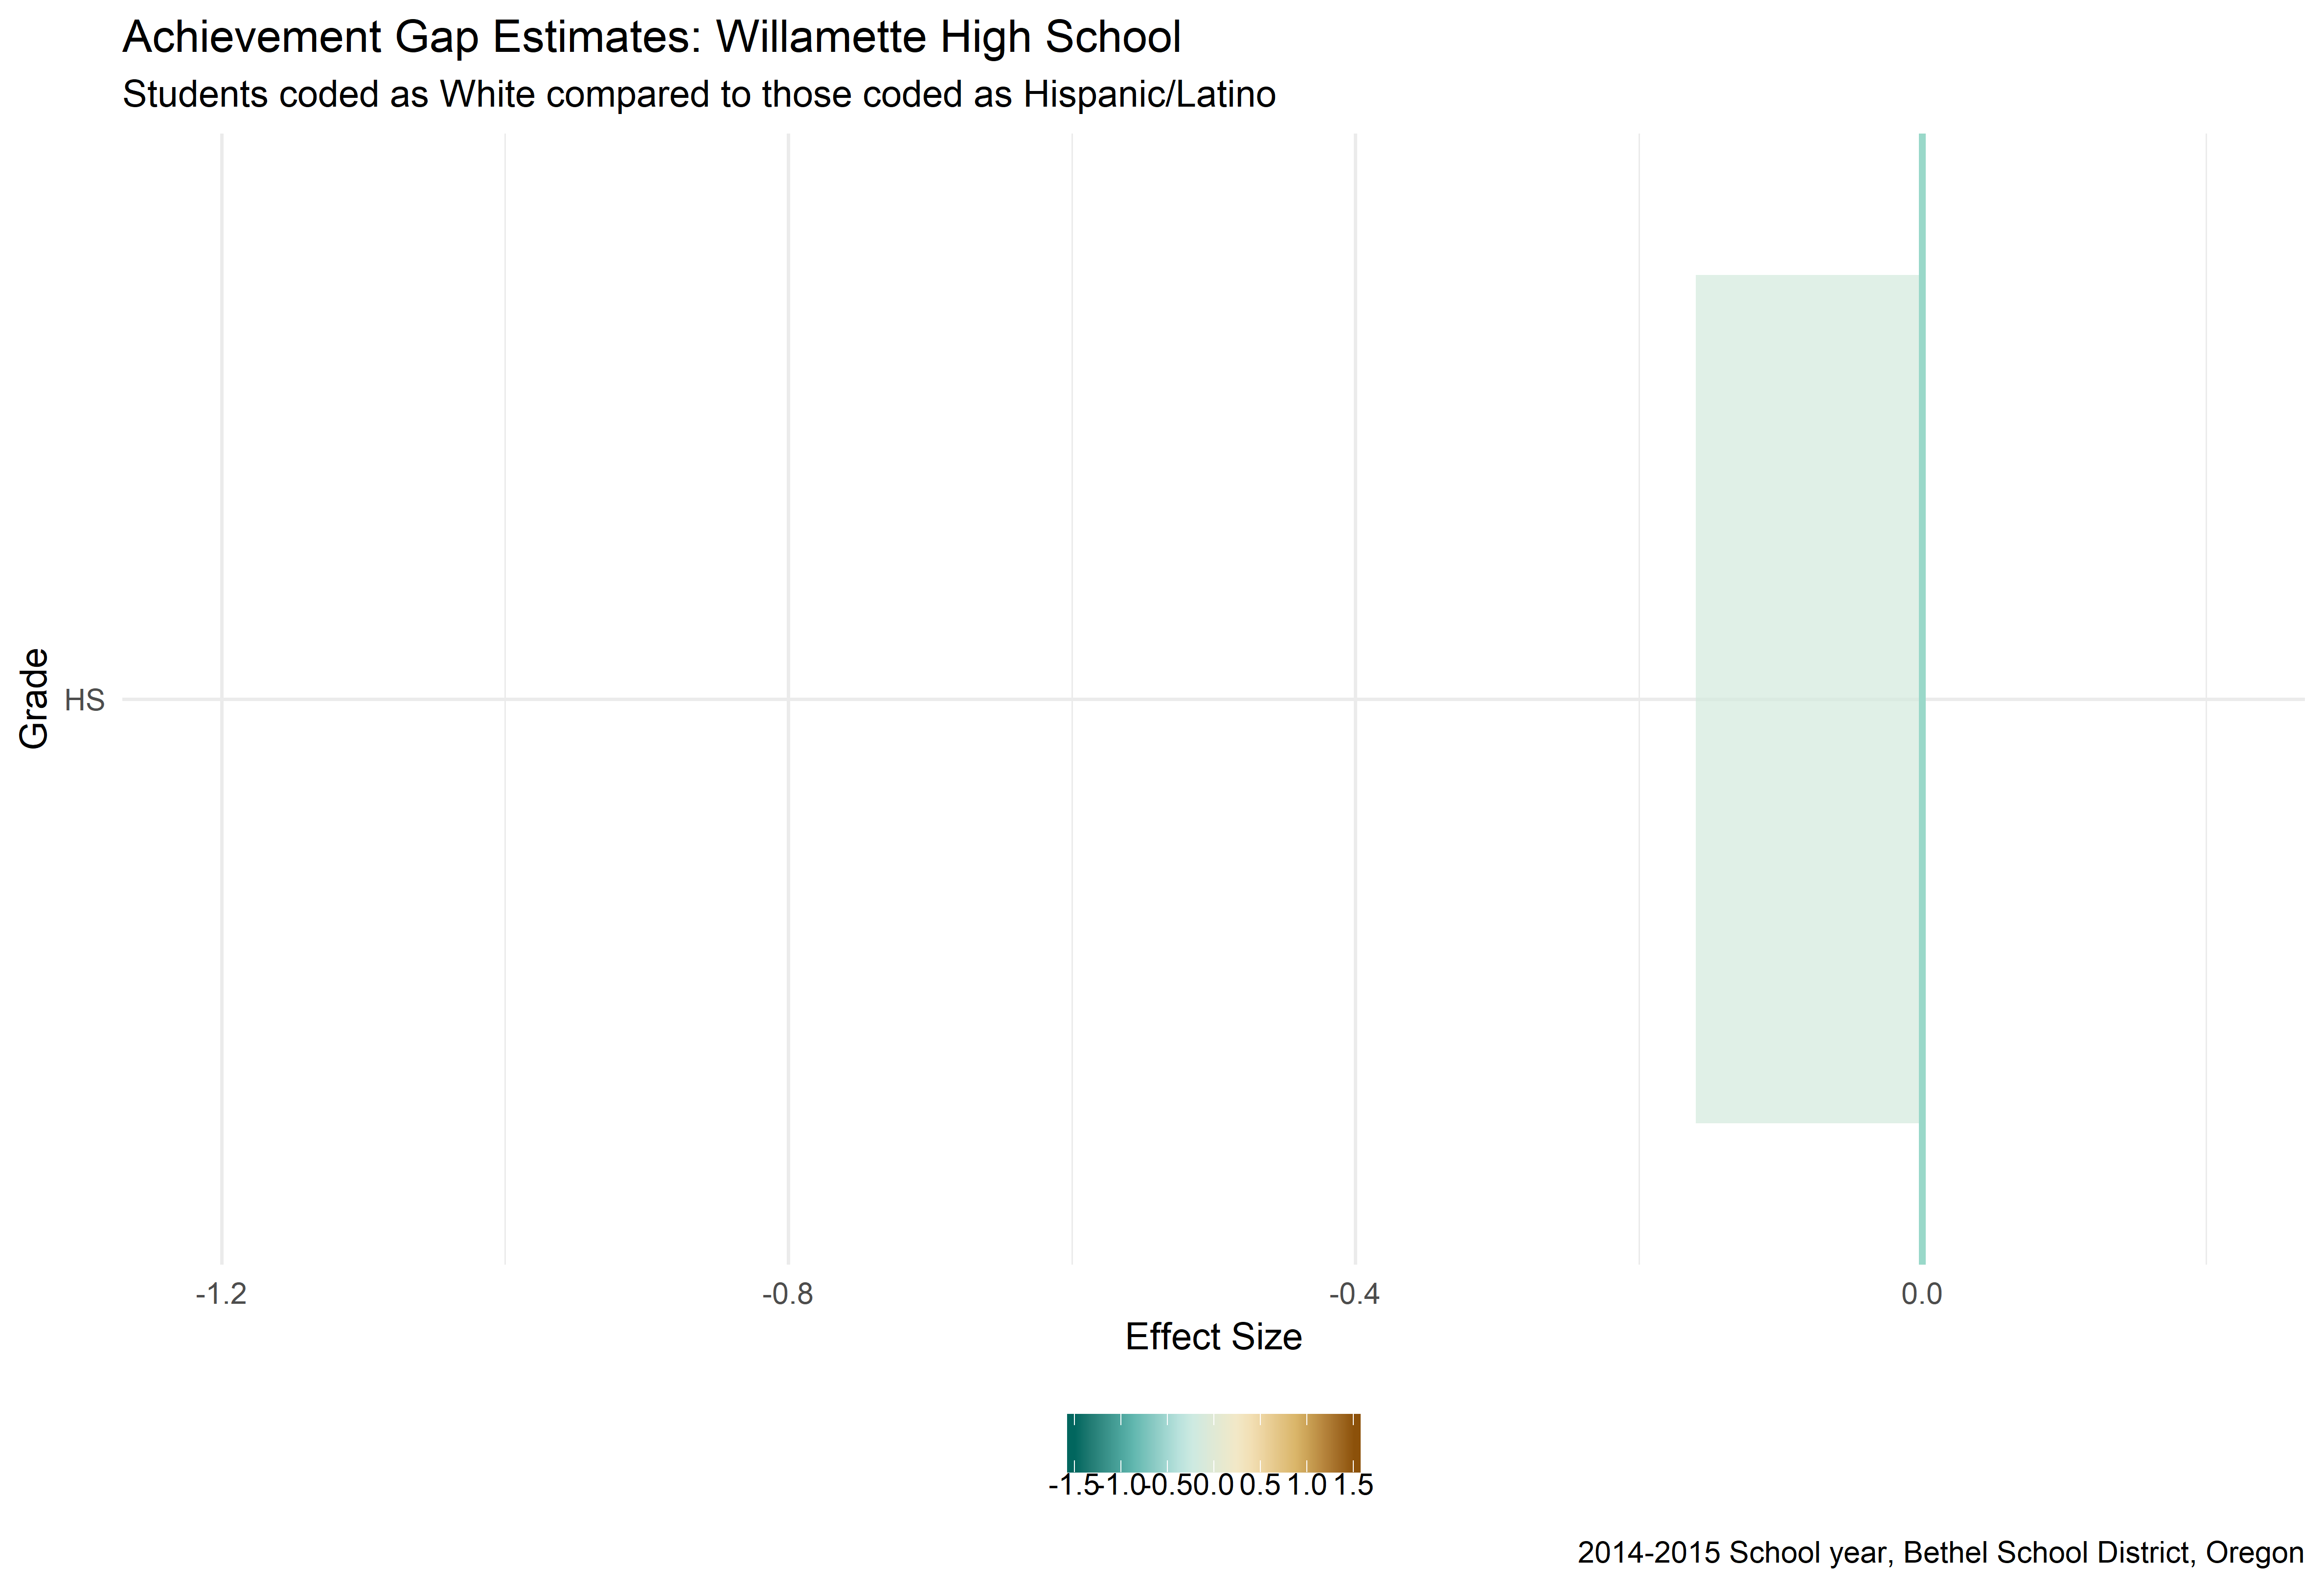 Achievement Gap Estimates: Willamette High School
Students coded as White compared to those coded as Hispanic/Latino
Grade
HS
-1.2 -0.8 -0.4 0.0
Effect Size
-1.5 -1.0 -0.5 0.0 0.5 1.0 1.5
2014-2015 School year, Bethel School District, Oregon